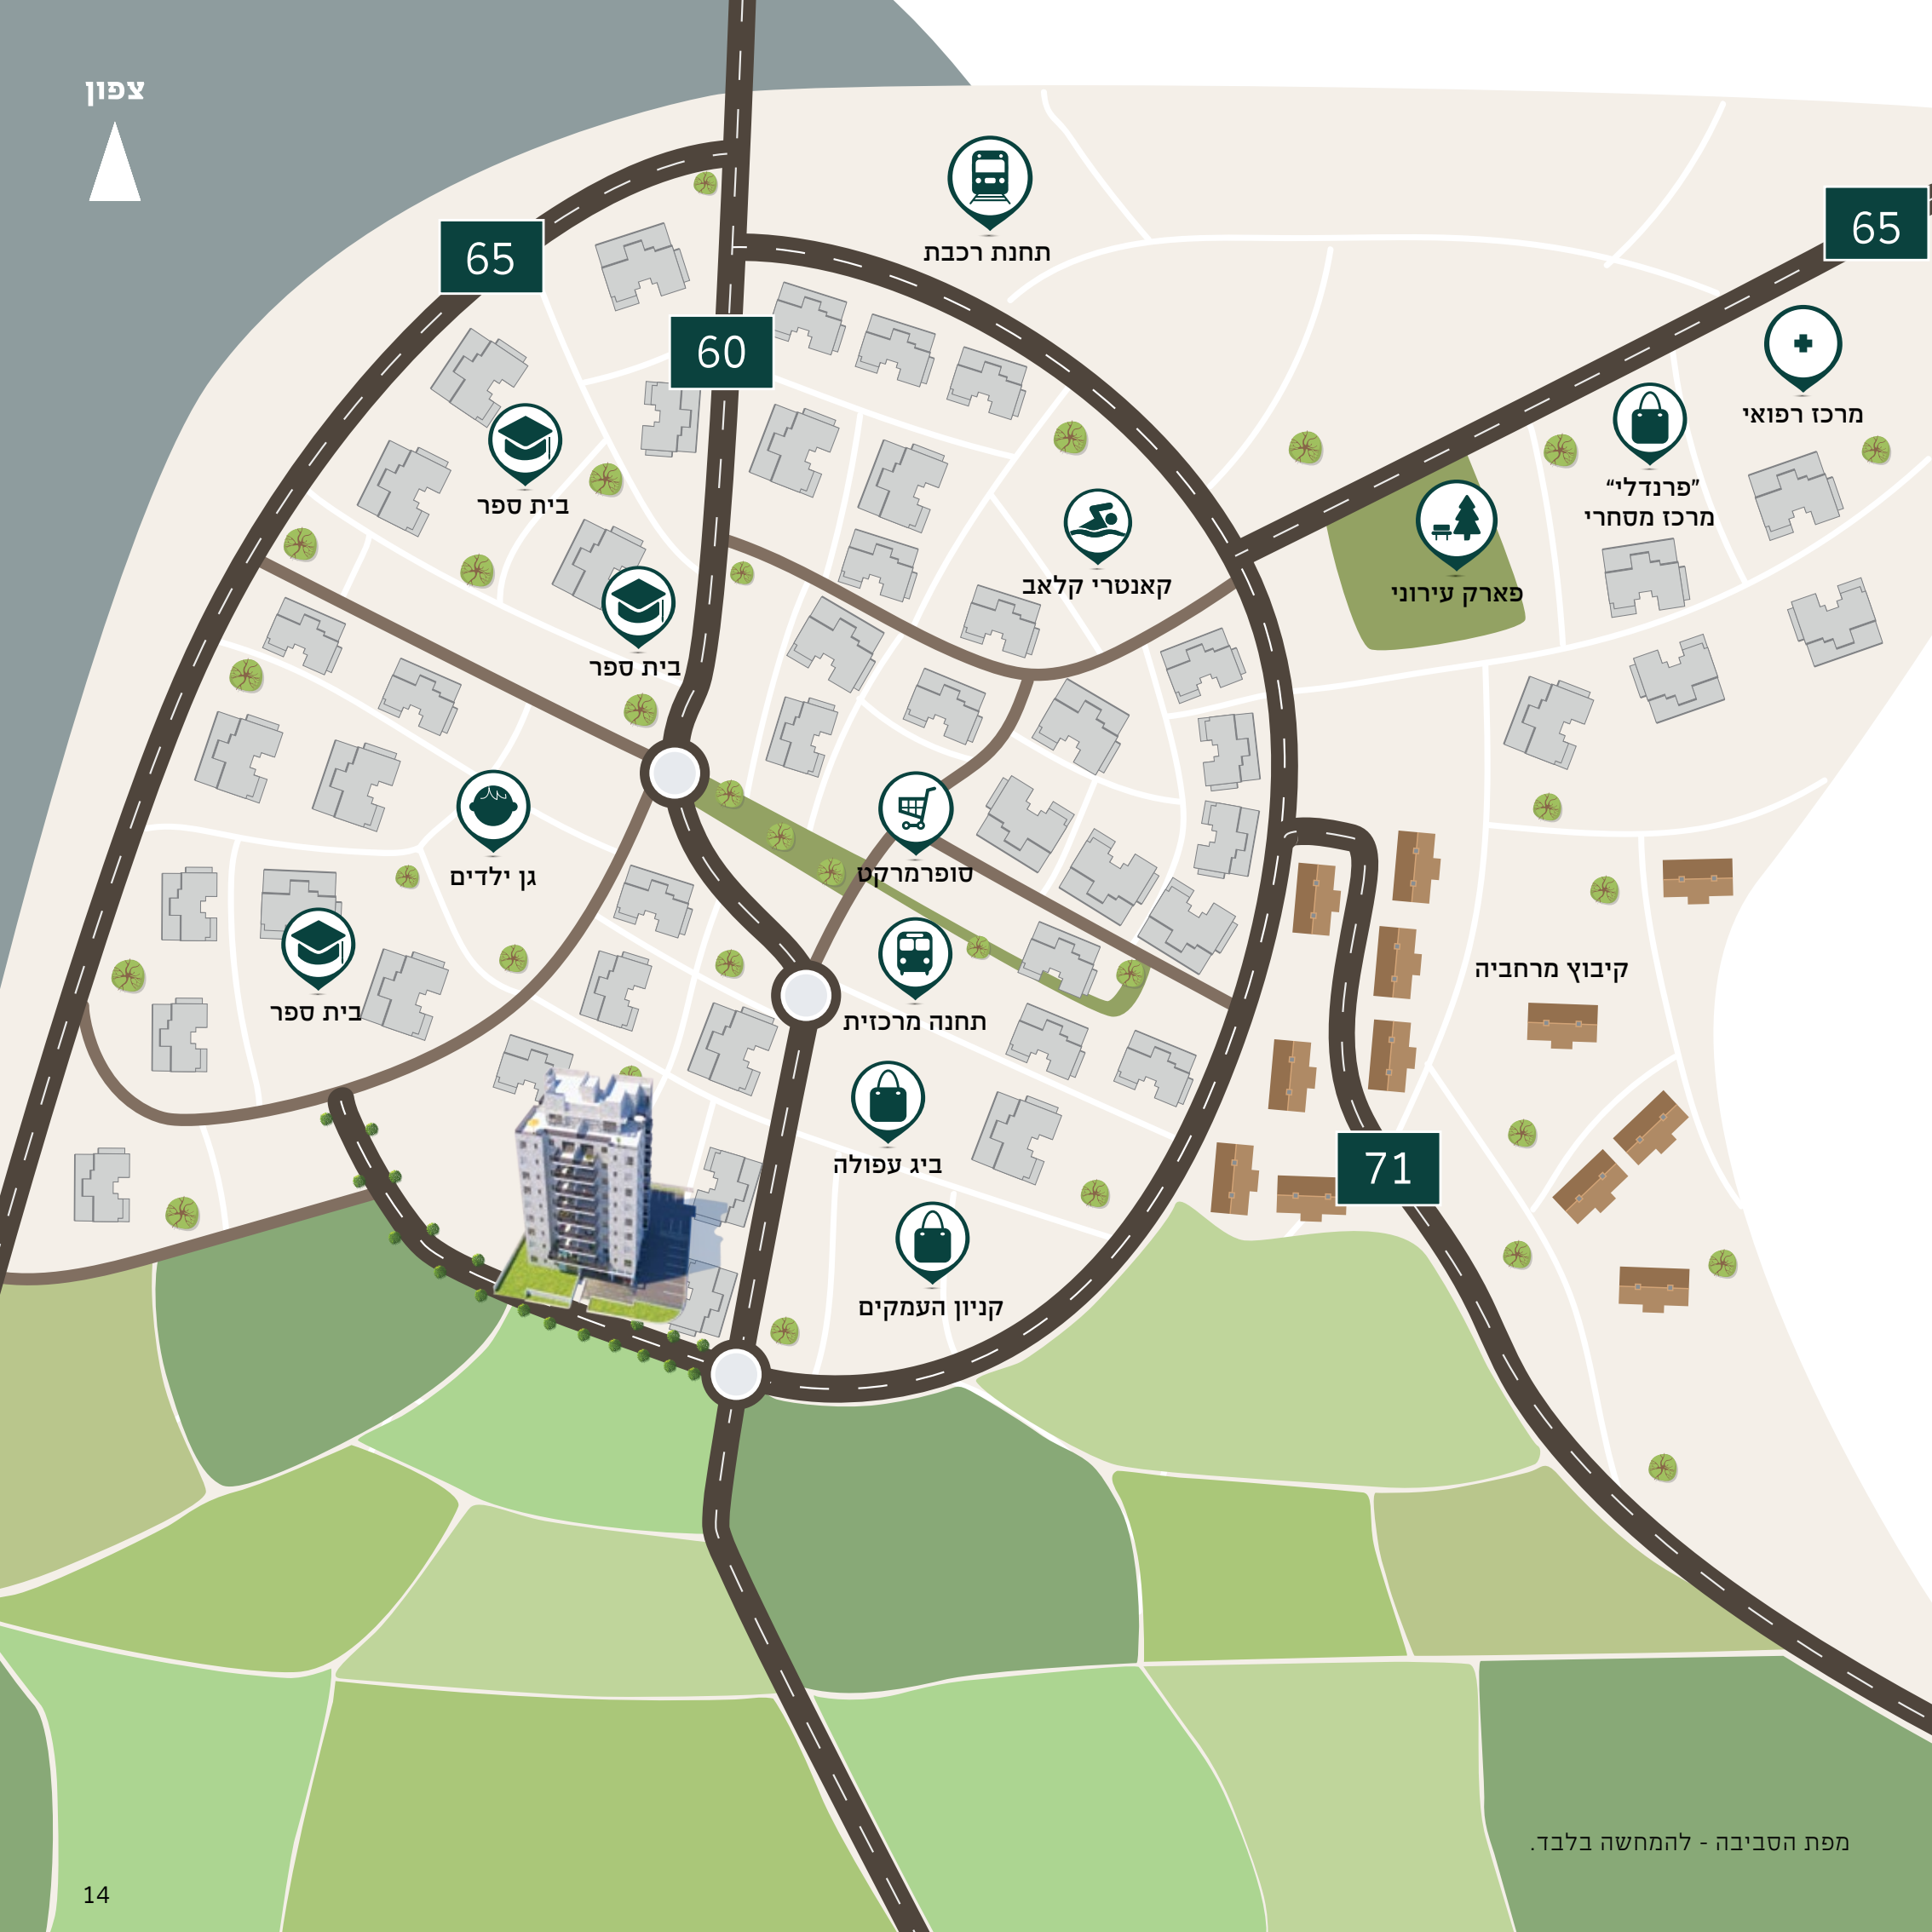 צפון
תחנת רכבת
65
65
60
מרכז רפואי
"פרנדלי"
מרכז מסחרי
בית ספר
קאנטרי קלאב
פארק עירוני
בית ספר
סופרמרקט
גן ילדים
קיבוץ מרחביה
בית ספר
תחנה מרכזית
ביג עפולה
71
קניון העמקים
מפת הסביבה - להמחשה בלבד.
14